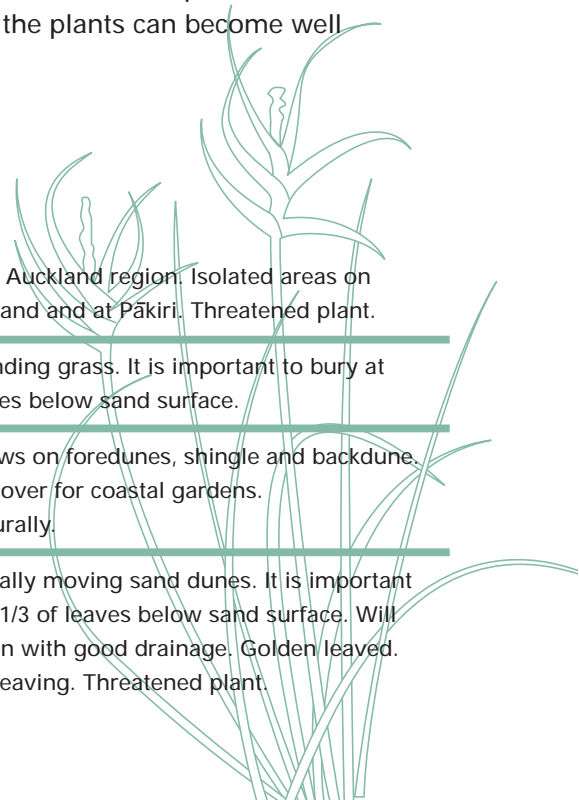 the plants can become well
Auckland region. Isolated areas on
and and at Pākiri. Threatened plant.
nding grass. It is important to bury at
es below sand surface.
ws on foredunes, shingle and backdune.
over for coastal gardens.
urally.
ally moving sand dunes. It is important
1/3 of leaves below sand surface. Will
n with good drainage. Golden leaved.
eaving. Threatened plant.